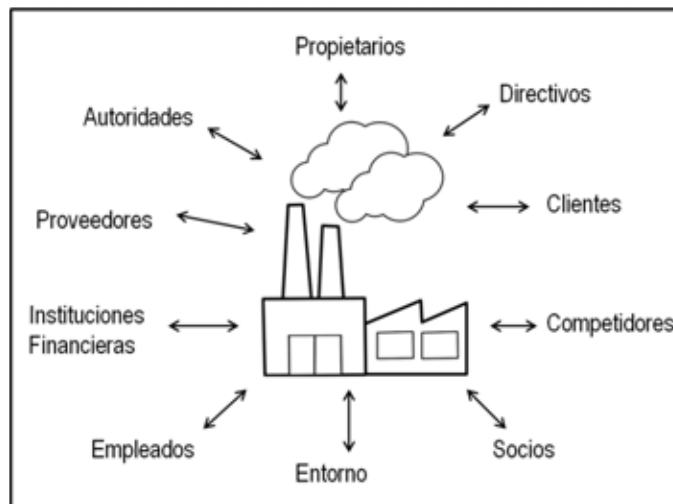 Propietarios
Directivos
Autoridades
Clientes
Proveedores
Instituciones
Financieras
Competidores
Empleados
Socios
Entorno